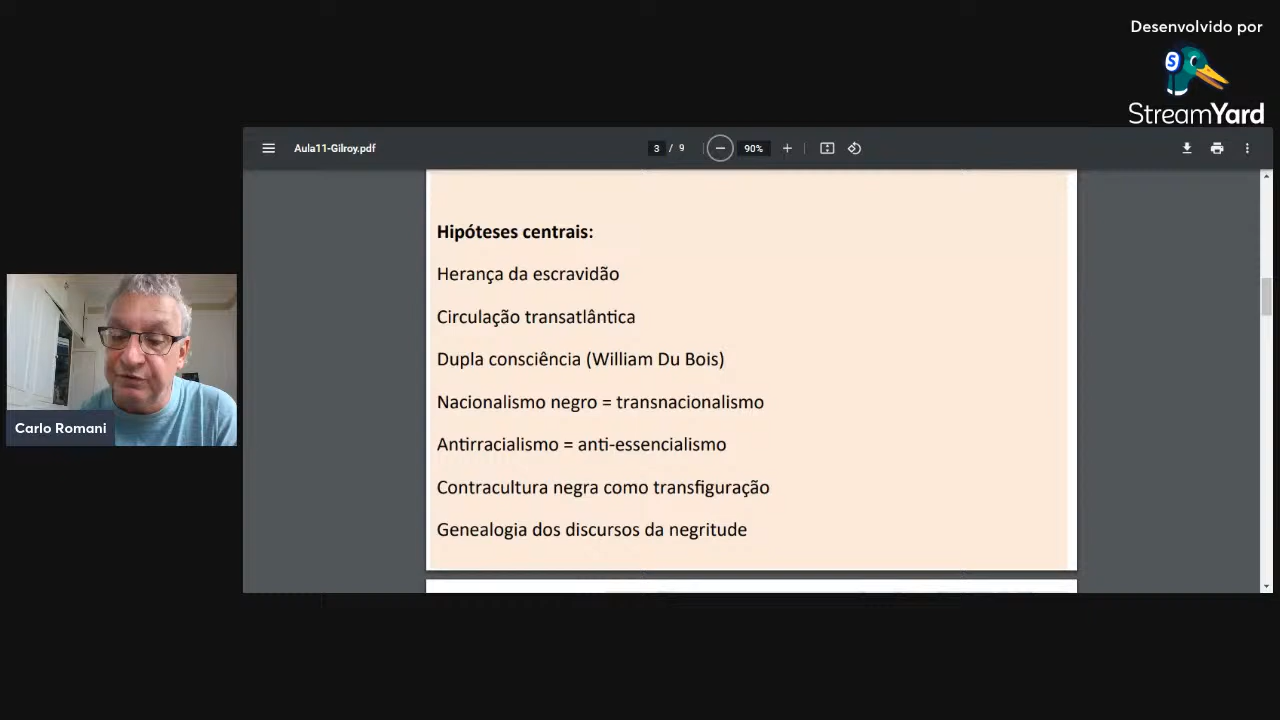 Desenvolvido por
S
StreamYard
Aula11-Gilroy.pdf
3 / 9
90%
Hipóteses centrais:
Herança da escravidão
Circulação transatlântica
Dupla consciência (William Du Bois)
Nacionalismo negro = transnacionalismo
Antirracialismo = anti-essencialismo
Contracultura negra como transfiguração
Genealogia dos discursos da negritude
Carlo Romani